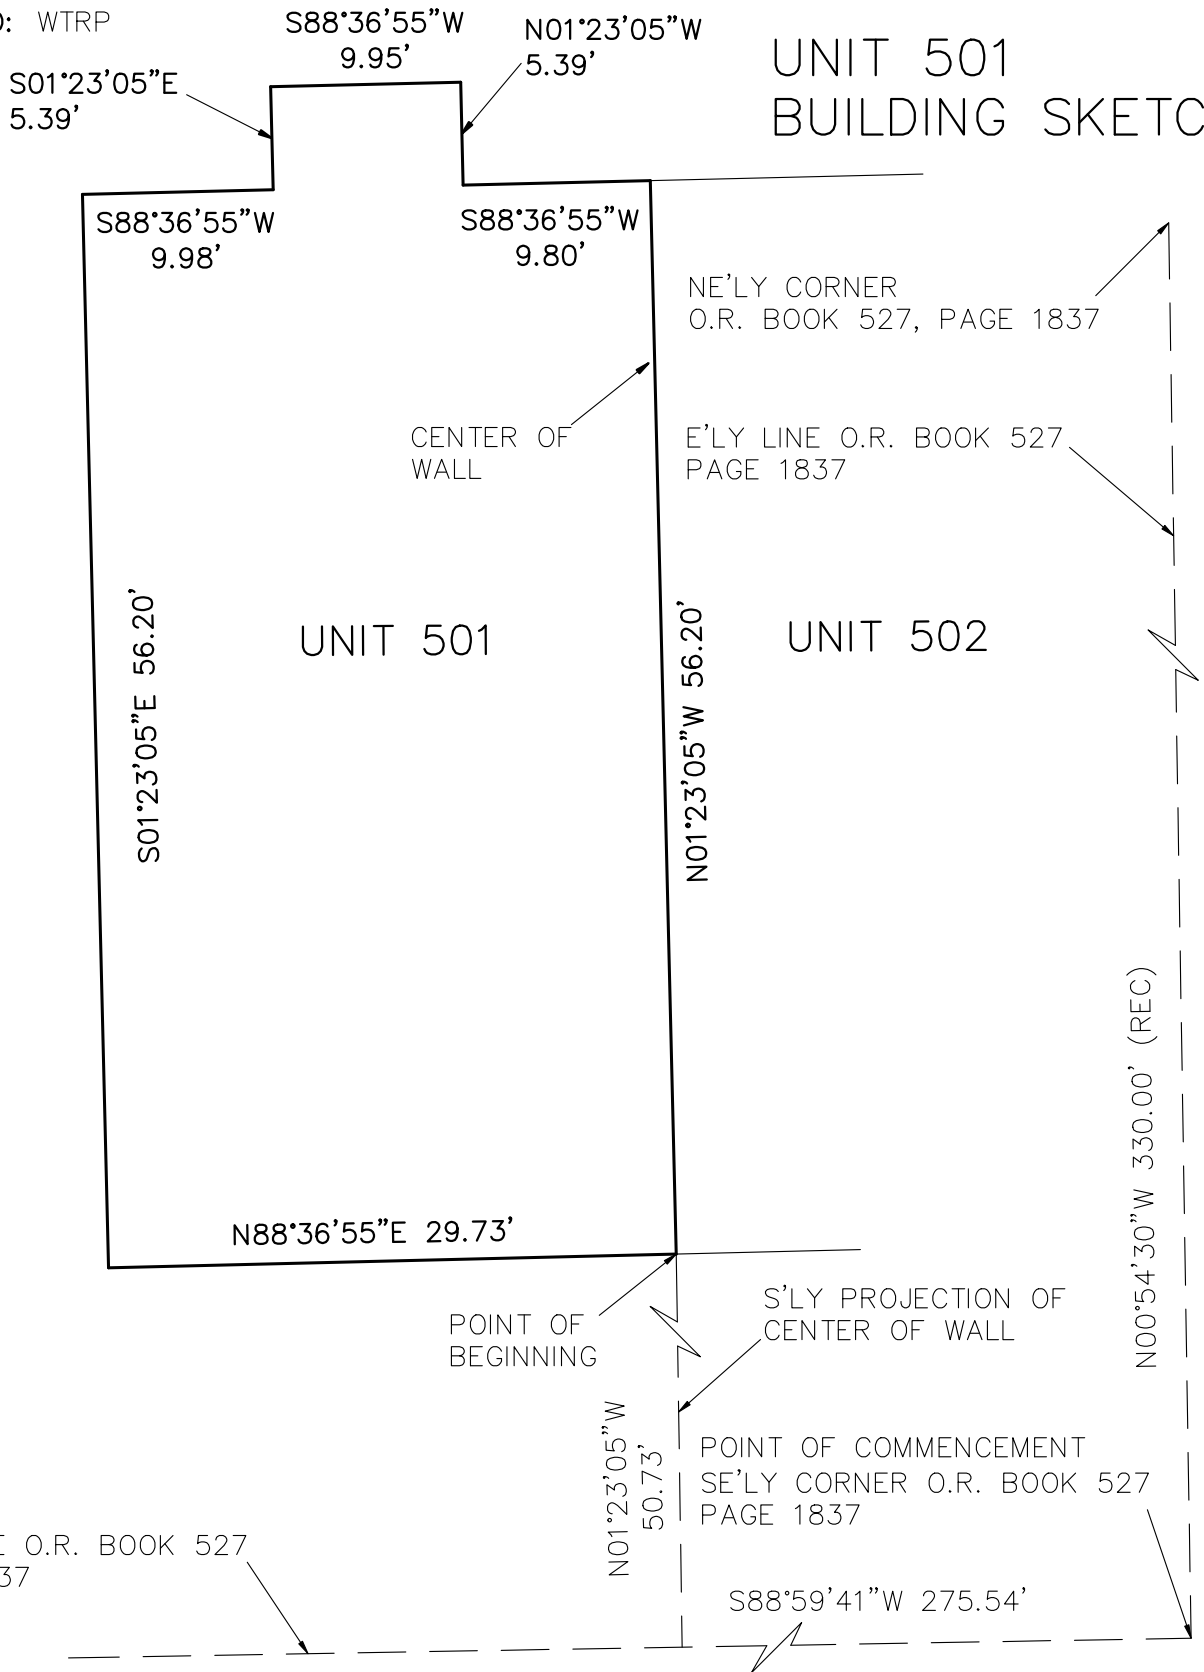 : WTRP
S88°36'55"W
9.95'
N01°23'05"W
5.39'
UNIT 501
BUILDING SKETC
S01°23'05"E
5.39'
S88°36'55"W
9.98'
S88°36'55"W
9.80'
NE'LY CORNER
O.R. BOOK 527, PAGE 1837
CENTER OF
WALL
E'LY LINE O.R. BOOK 527
PAGE 1837
S01°23'05"E 56.20'
UNIT 501
N01°23'05"W 56.20'
UNIT 502
N00°54'30"W 330.00' (REC)
N88°36'55"E 29.73'
POINT OF
BEGINNING
S'LY PROJECTION OF
CENTER OF WALL
N01°23'05"W
50.73'
POINT OF COMMENCEMENT
SE'LY CORNER O.R. BOOK 527
PAGE 1837
E O.R. BOOK 527
37
S88°59'41"W 275.54'